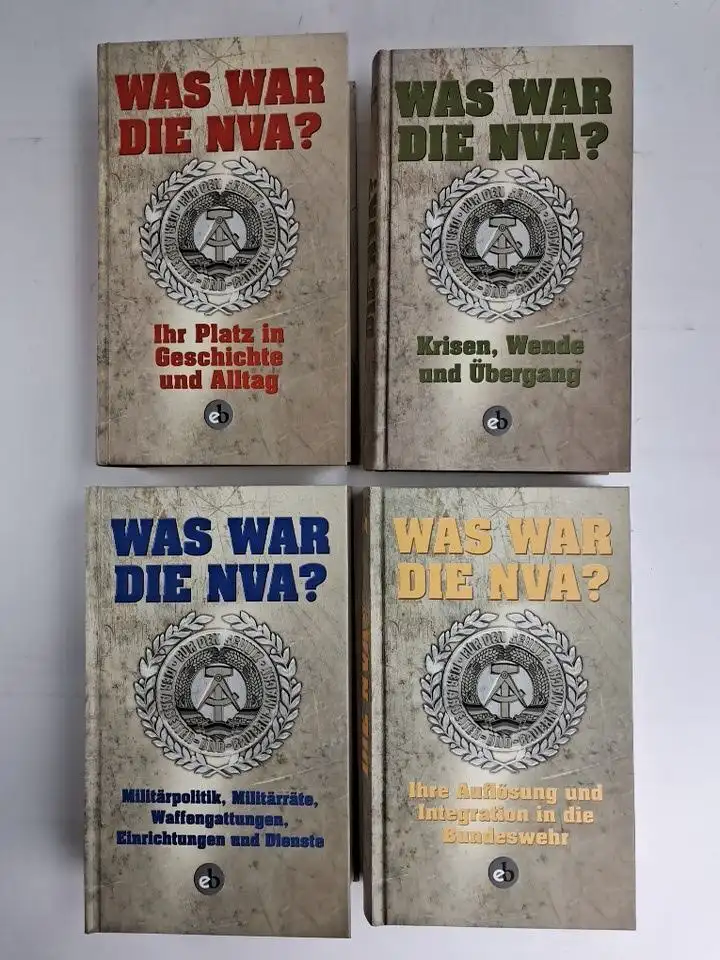 WAS WAR
DIE NVA?
Ihr Platz in
Geschichte
und Alltag
eb
WAS WAR
DIE NVA?
Krisen, Wende
und Übergang
eb
WAS WAR
DIE NVA?
Militärpolitik, Militärräte,
Waffengattungen,
Einrichtungen und Dienste
eb
WAS WAR
DIE NVA?
Ihre Auflösung und
Integration in die
Bundeswehr
eb